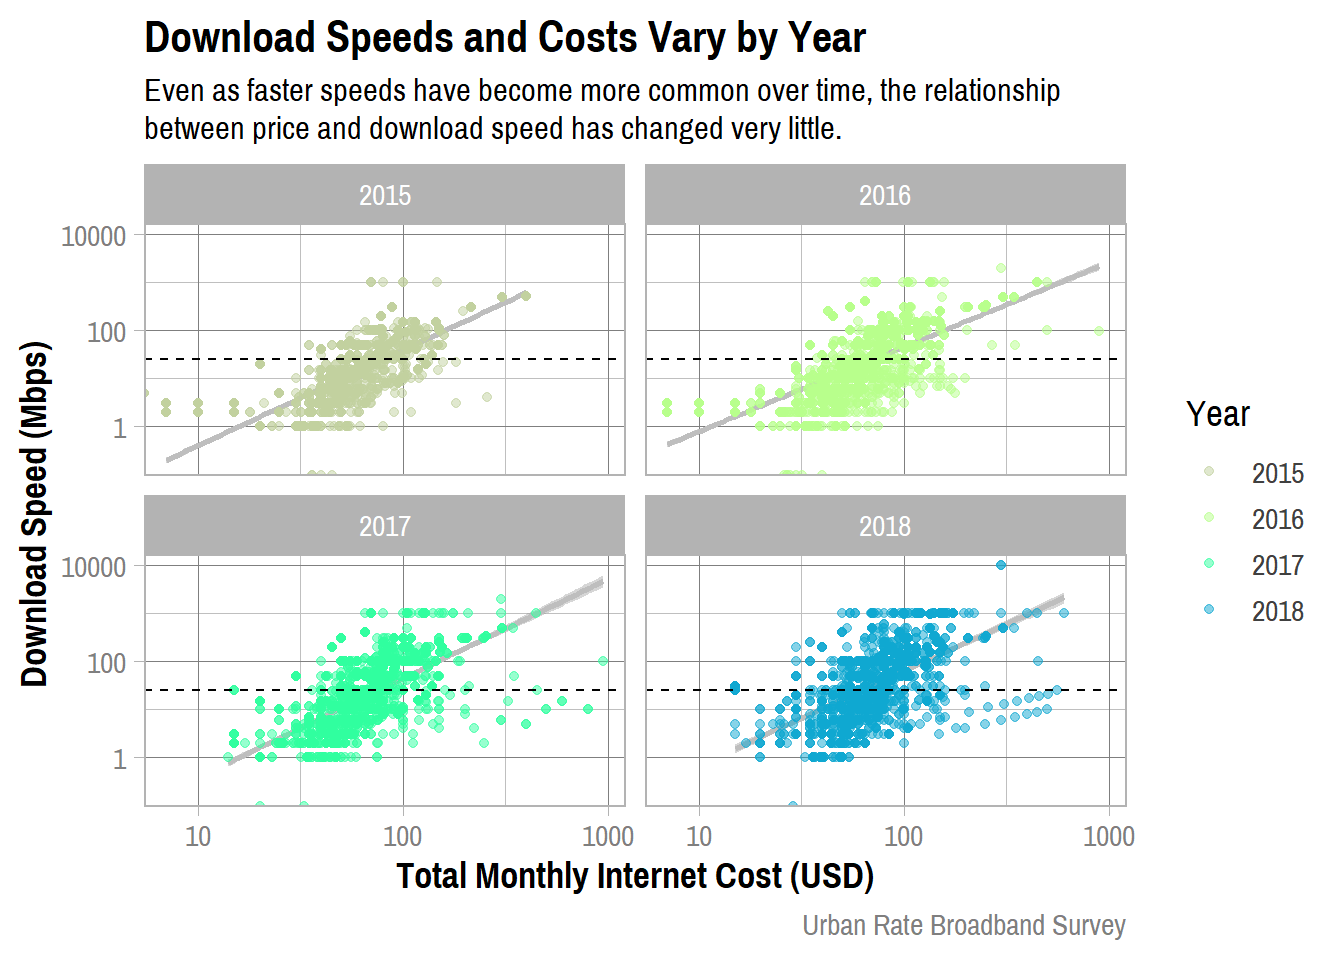 Download Speeds and Costs Vary by Year
Even as faster speeds have become more common over time, the relationship
between price and download speed has changed very little.
2015
2016
10000
100
1
2017
2018
10000
100
1
10
100
1000
10
100
1000
Download Speed (Mbps)
Total Monthly Internet Cost (USD)
Year
2015
2016
2017
2018
Urban Rate Broadband Survey